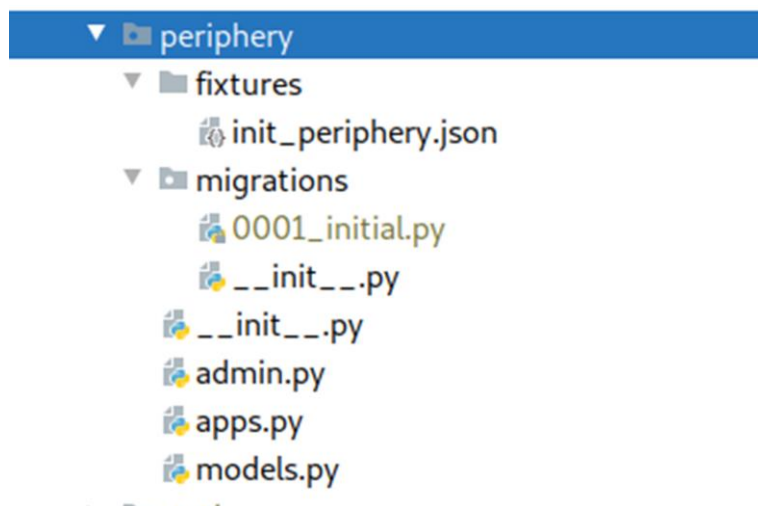 periphery
fixtures
init_periphery.json
migrations
0001_initial.py
__init__.py
__init__.py
admin.py
apps.py
models.py